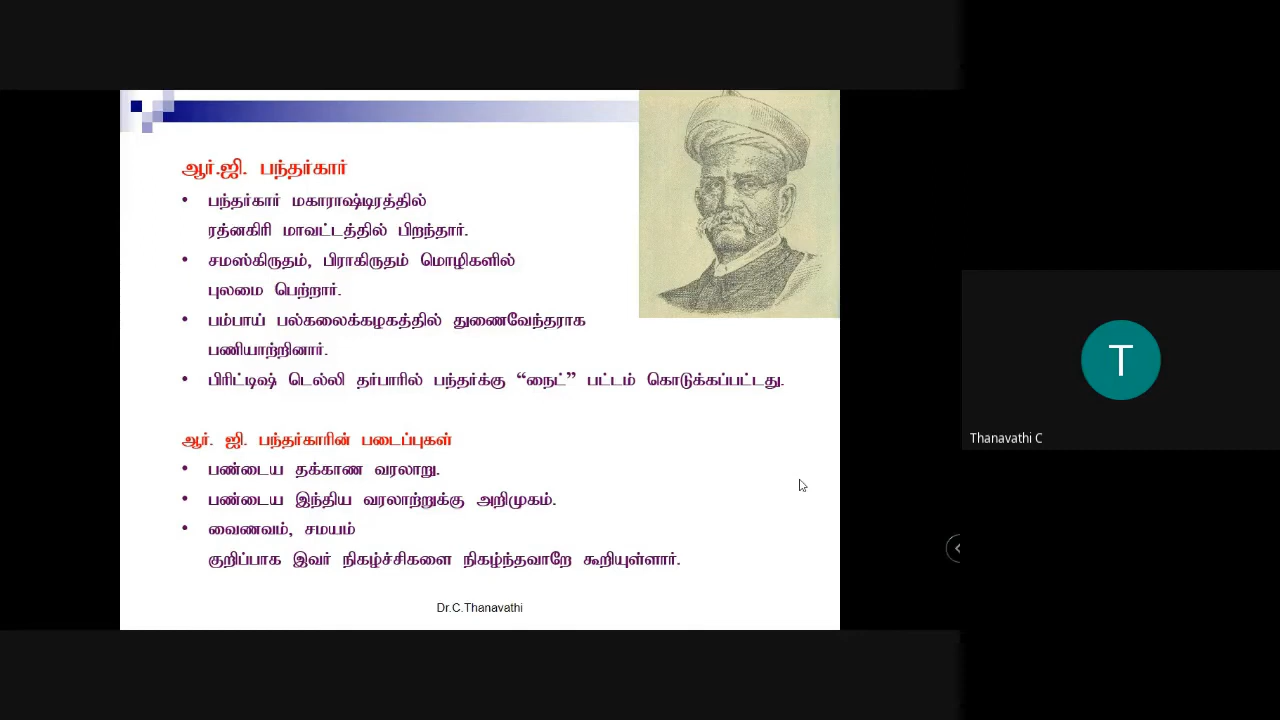 ஆர்.ஜி. பந்தர்கார்
• பந்தர்கார் மகாராஷ்டிரத்தில்
ரத்னகிரி மாவட்டத்தில் பிறந்தார்.
• சமஸ்கிருதம், பிராகிருதம் மொழிகளில்
புலமை பெற்றார்.
• பம்பாய் பல்கலைக்கழகத்தில் துணைவேந்தராக
பணியாற்றினார்.
• பிரிட்டிஷ் டெல்லி தர்பாரில் பந்தர்க்கு “நைட்” பட்டம் கொடுக்கப்பட்டது.
ஆர். ஜி. பந்தர்காரின் படைப்புகள்
• பண்டைய தக்காண வரலாறு.
• பண்டைய இந்திய வரலாற்றுக்கு அறிமுகம்.
• வைணவம், சமயம்
குறிப்பாக இவர் நிகழ்ச்சிகளை நிகழ்ந்தவாறே கூறியுள்ளார்.
Dr.C.Thanavathi
T
Thanavathi C